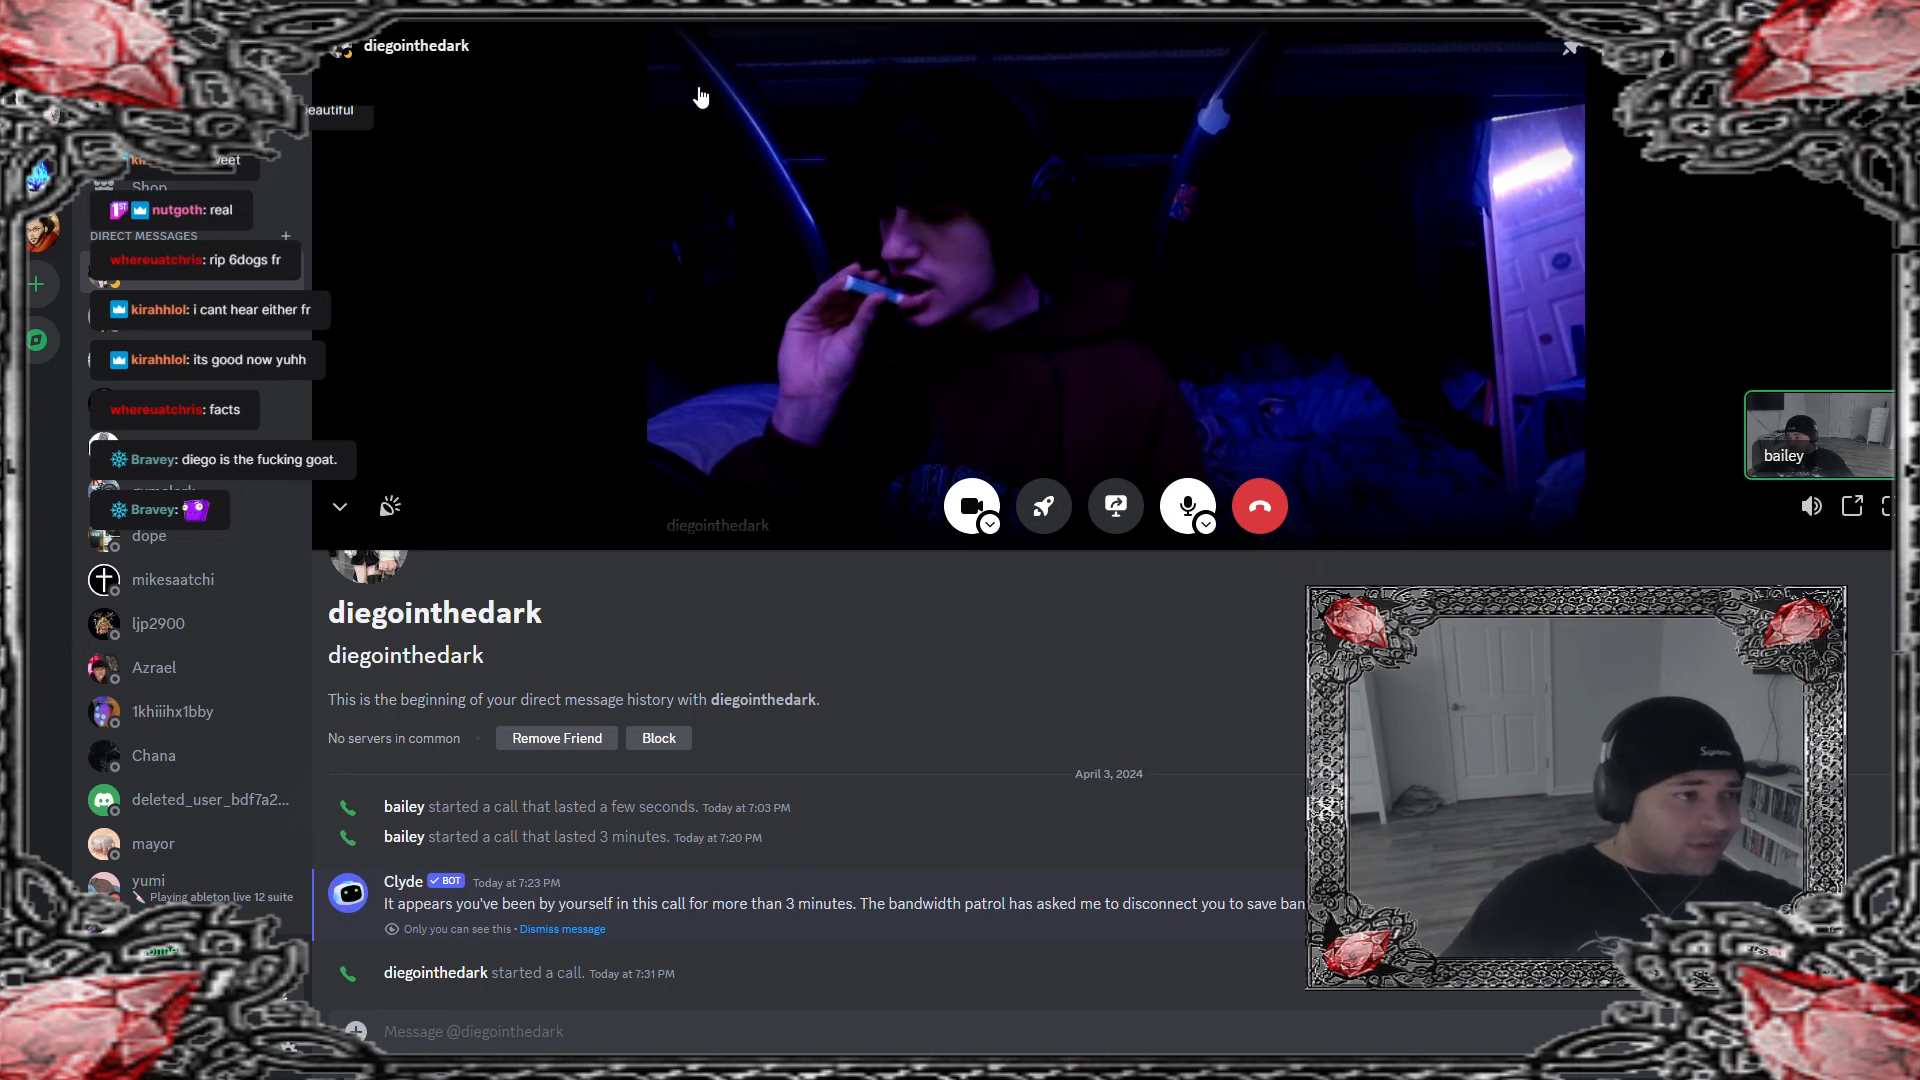 diegointhedark
eautiful
eet
Shop
nutgoth: real
DIRECT MESSAGES
whereuatchris: rip 6dogs fr
kirahhlol: i cant hear either fr
kirahhlol: its good now yuhh
whereuatchris: facts
Bravey: diego is the fucking goat.
Bravey:
dope
mikesaatchi
ljp2900
Azrael
1khiiihx1bby
Chana
deleted_user_bdf7a2...
mayor
yumi
Playing ableton live 12 suite
bailey
diegointhedark
diegointhedark
diegointhedark
This is the beginning of your direct message history with diegointhedark.
No servers in common
Remove Friend
Block
April 3, 2024
bailey started a call that lasted a few seconds. Today at 7:03 PM
bailey started a call that lasted 3 minutes. Today at 7:20 PM
Clyde BOT Today at 7:23 PM
It appears you've been by yourself in this call for more than 3 minutes. The bandwidth patrol has asked me to disconnect you to save ban
Only you can see this • Dismiss message
diegointhedark started a call. Today at 7:31 PM
Message @diegointhedark
Supreme